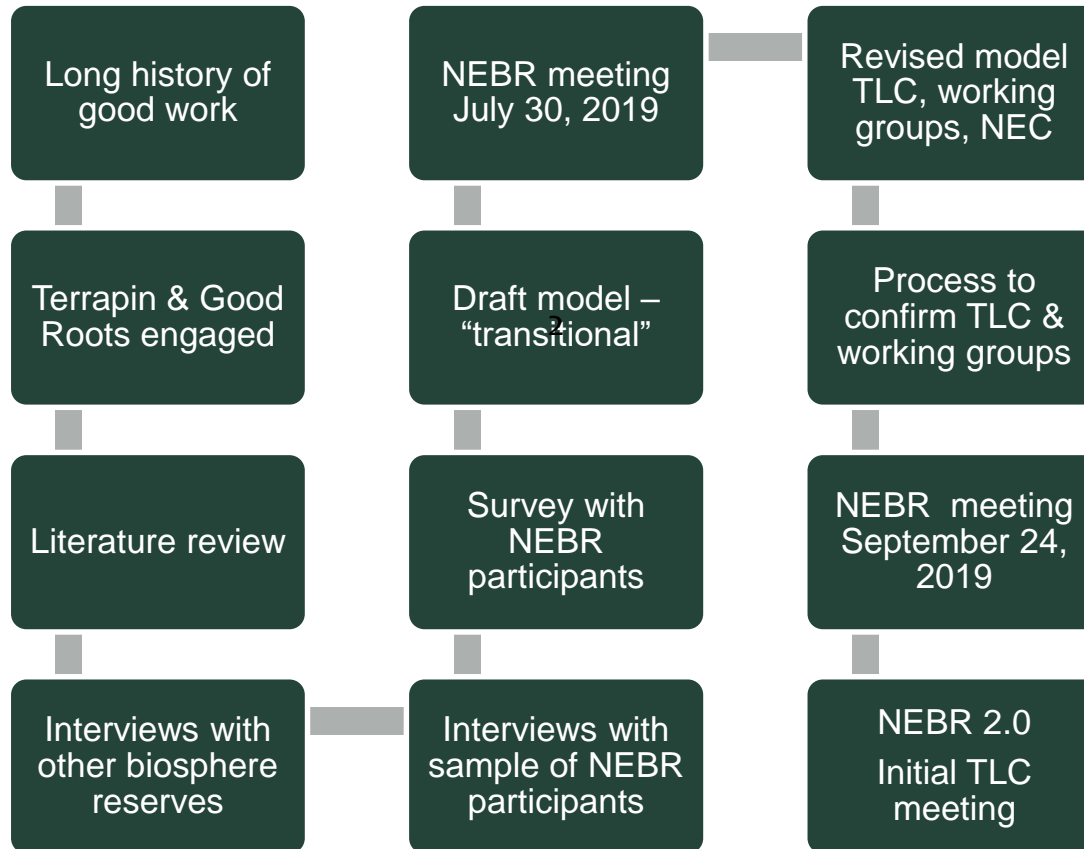 Long history of
good work
Terrapin & Good
Roots engaged
Literature review
Interviews with
other biosphere
reserves
Interviews with
sample of NEBR
participants
Survey with
NEBR
participants
Draft model –
“transitional”
2
NEBR meeting
July 30, 2019
Revised model
TLC, working
groups, NEC
Process to
confirm TLC &
working groups
NEBR meeting
September 24,
2019
NEBR 2.0
Initial TLC
meeting